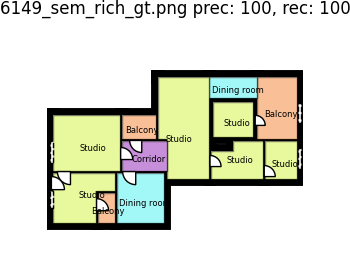 6149_sem_rich_gt.png prec: 100, rec: 100
Dining room
Balcony
Studio
Balcony
Studio
Studio
Corridor
Studio
Studio
Studio
Dining room
Balcony